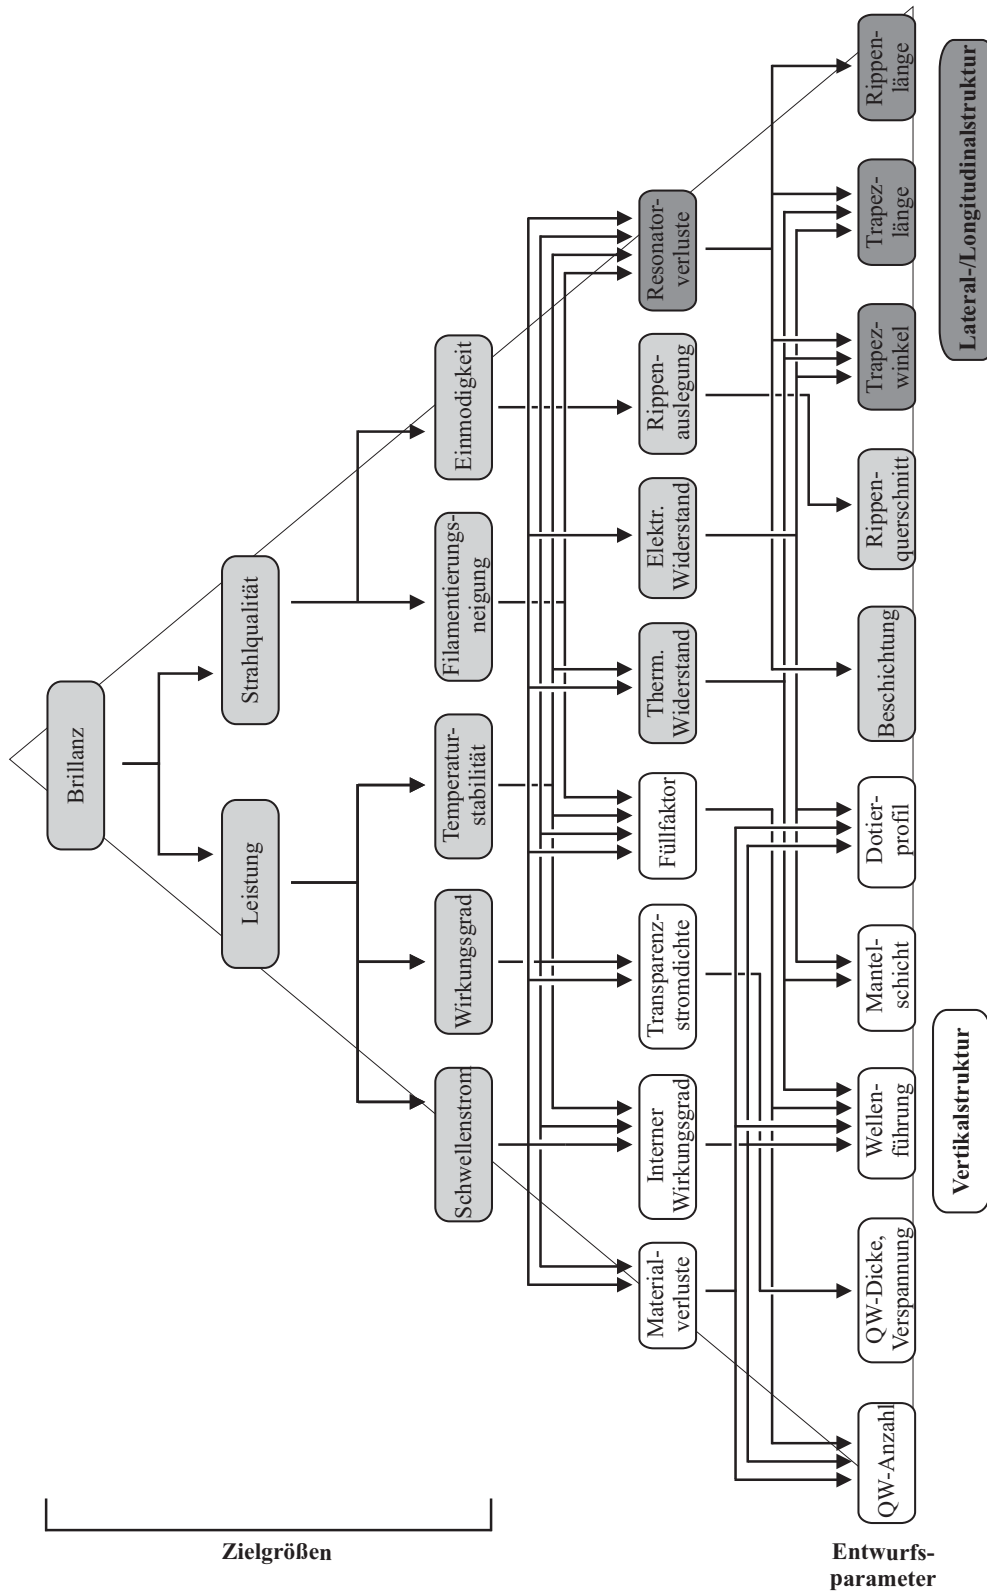 Brillanz
Leistung
Strahlqualität
Schwellenstrom
Wirkungsgrad
Temperatur-
stabilität
Filamentierungs-
neigung
Einmodigkeit
Material-
verluste
Interner
Wirkungsgrad
Transparenz-
stromdichte
Füllfaktor
Therm.
Widerstand
Elektr.
Widerstand
Rippen-
auslegung
Resonator-
verluste
QW-Anzahl
QW-Dicke,
Verspannung
Wellen-
führung
Mantel-
schicht
Dotier-
profil
Beschichtung
Rippen-
querschnitt
Trapez-
winkel
Trapez-
länge
Rippen-
länge
Vertikalstruktur
Lateral-/Longitudinalstruktur
Zielgrößen
Entwurfs-
parameter